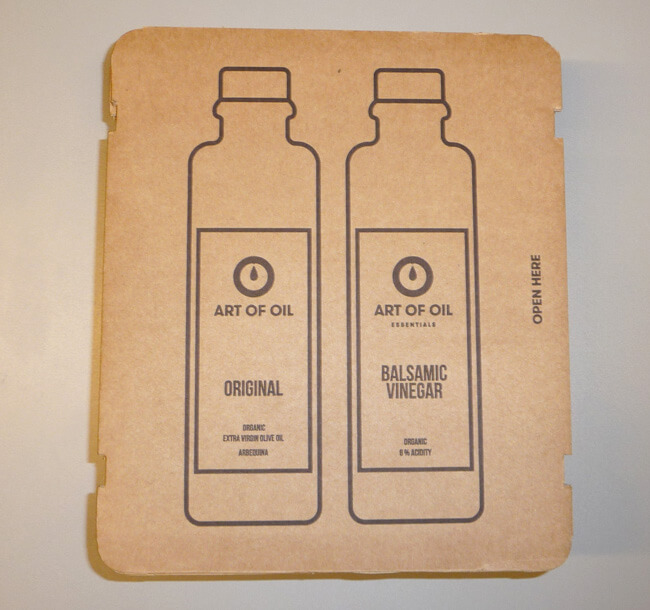 ART OF OIL
ORIGINAL
ORGANIC
EXTRA VIRGIN OLIVE OIL
ARBEQUINA
ART OF OIL
ESSENTIALS
BALSAMIC
VINEGAR
ORGANIC
6 % ACIDITY
OPEN HERE